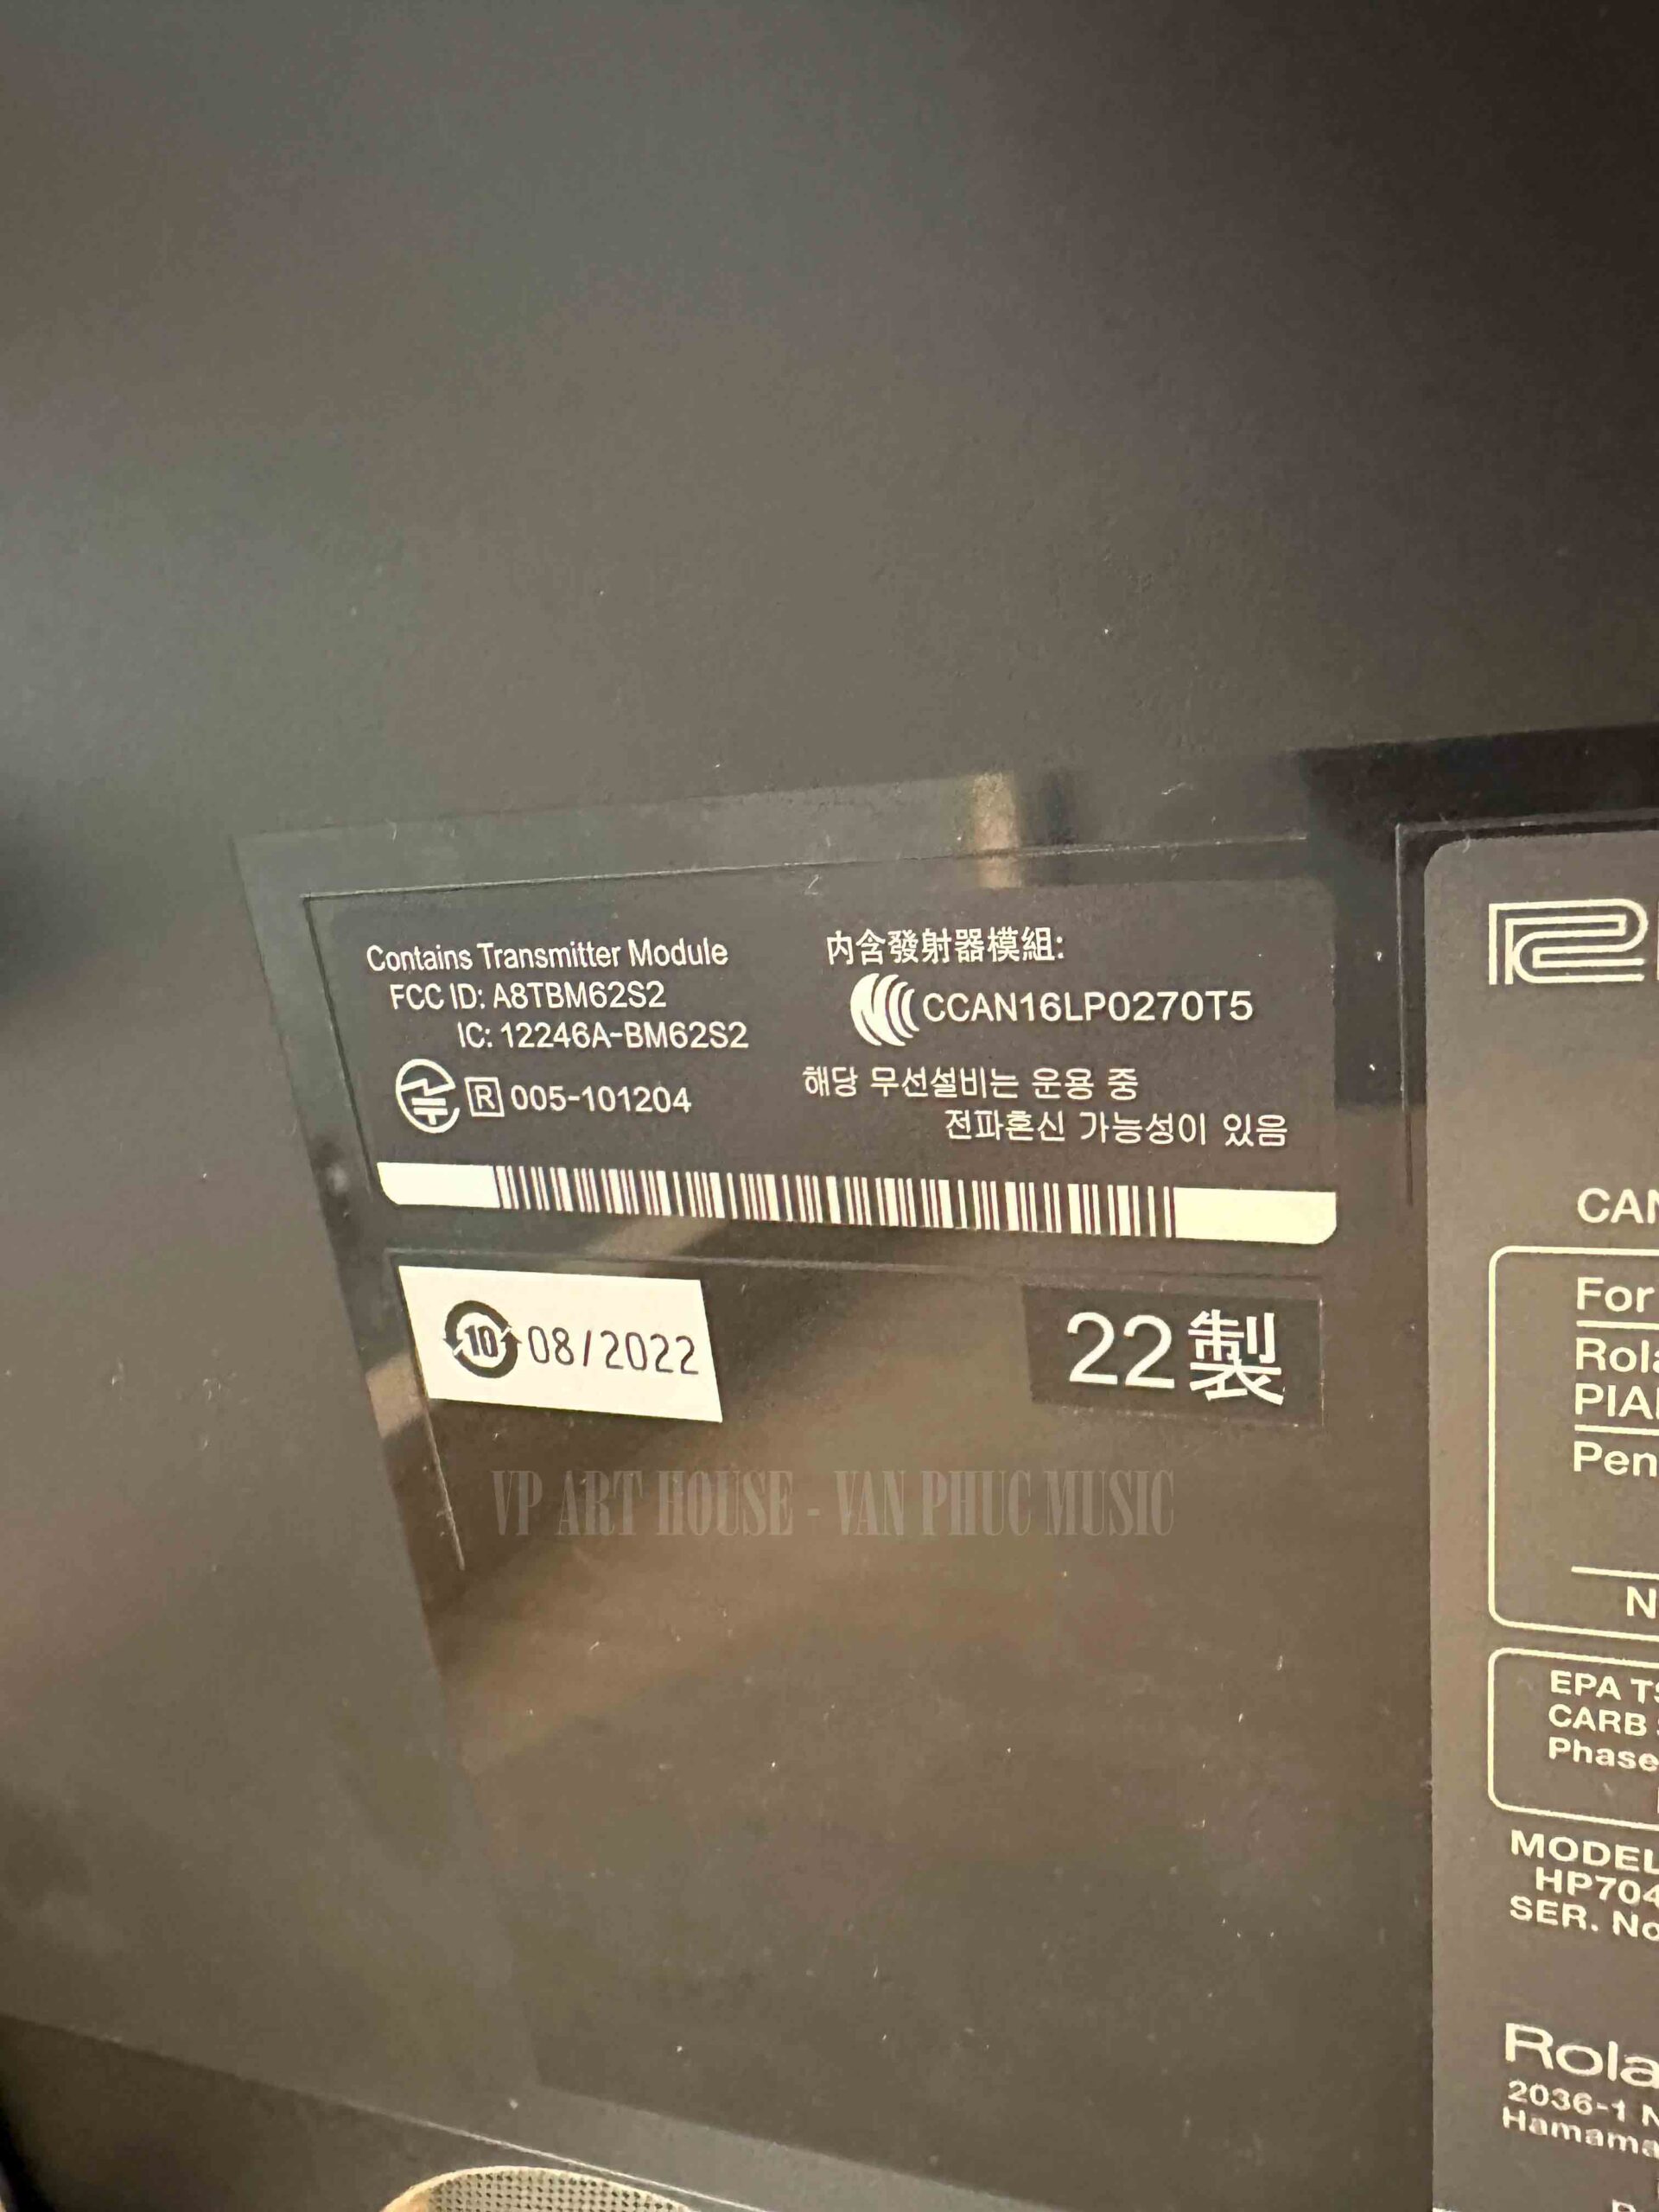 Contains Transmitter Module
FCC ID: A8TBM62S2
IC: 12246A-BM62S2
R 005-101204
內含發射器模組:
CCAN16LP0270T5
해당 무선설비는 운용 중
전파혼신 가능성이 있음
10 08/2022
22製
VP ART HOUSE - VAN PHUC MUSIC
For
EPA
CARB
Phase
MODEL
HP704
SER. No
2036-1 N